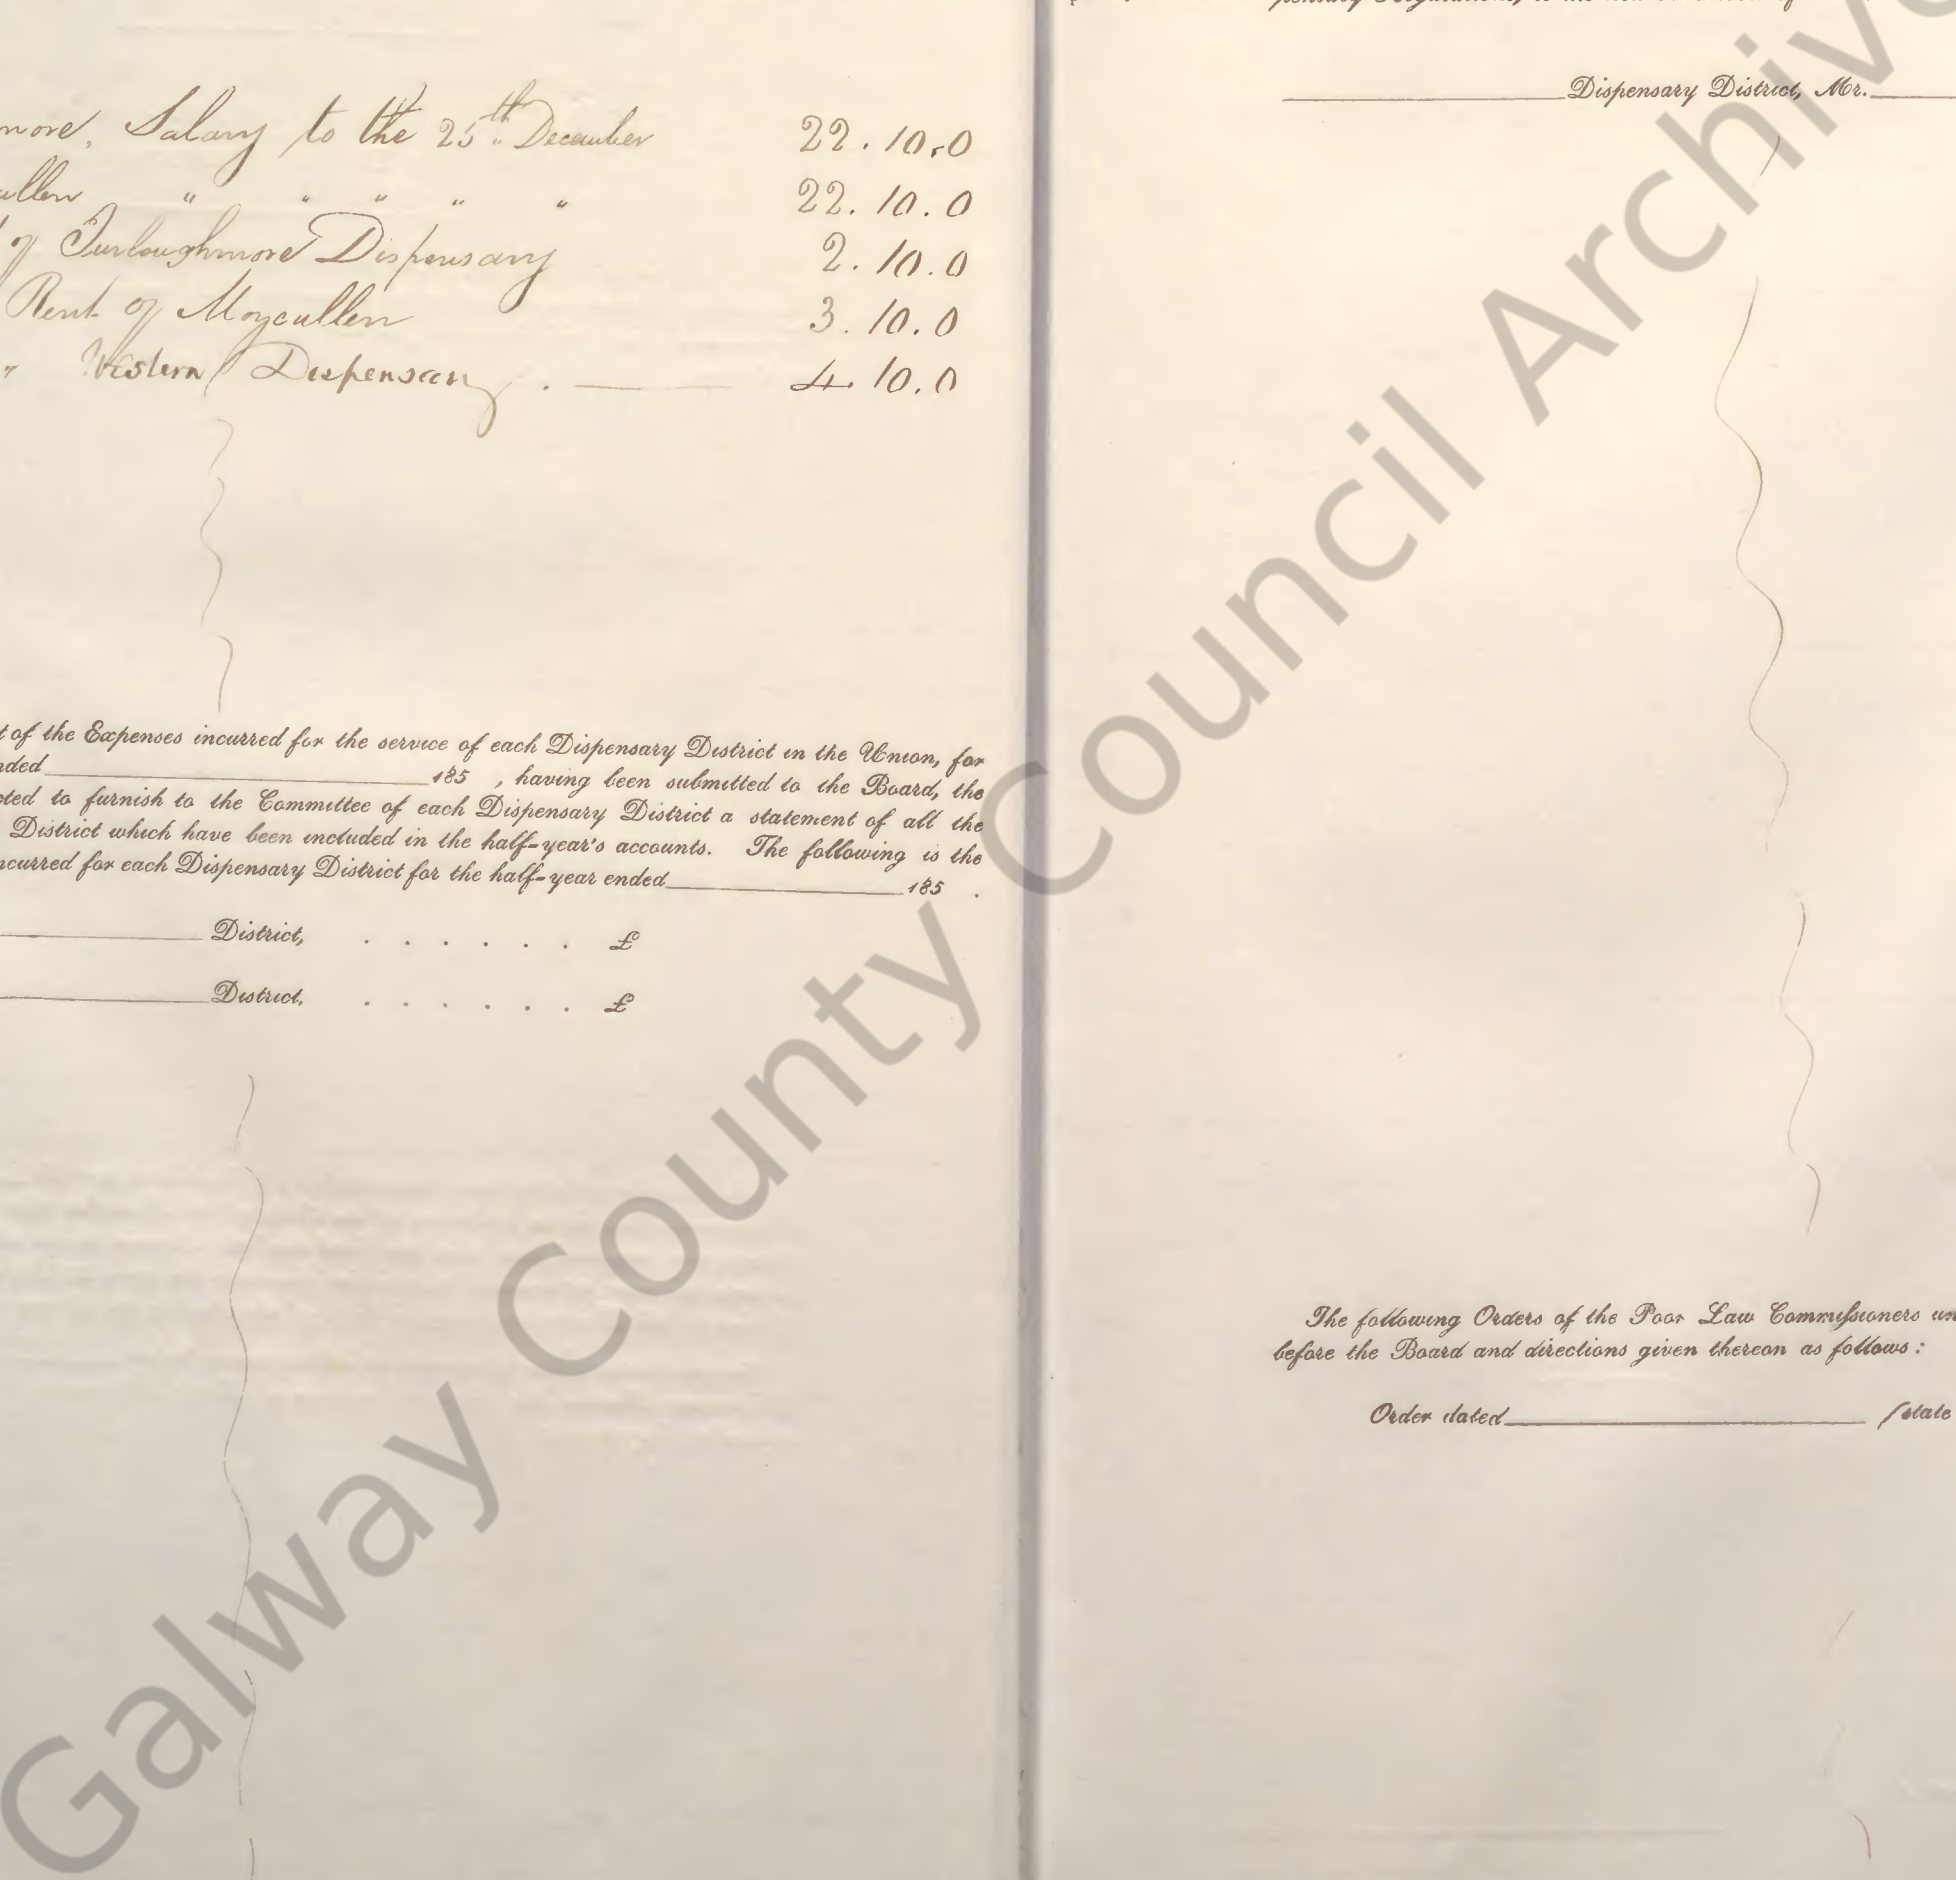 more, Salary to the 25th December 22.10.0
ullen " " " " " 22.10.0
of Turloughmore Dispensary 2.10.0
Rent of Moycullen 3.10.0
" Western Dispensary . — 4.10.0
t of the Expenses incurred for the service of each Dispensary District in the Union, for
nded 185 , having been submitted to the Board, the
cted to furnish to the Committee of each Dispensary District a statement of all the
District which have been included in the half-year's accounts. The following is the
ncurred for each Dispensary District for the half-year ended 185 .
District, . . . . . . £
District, . . . . . . £
Dispensary District, Mr.
The following Orders of the Poor Law Commissioners un
before the Board and directions given thereon as follows:
Order dated (state
Galway County Council Archive